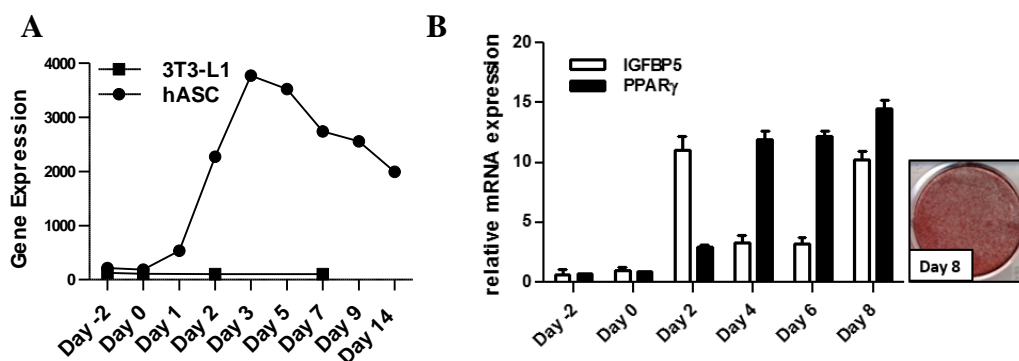 A
3T3-L1
hASC
Gene Expression
4000
3000
2000
1000
0
Day -2
Day 0
Day 1
Day 2
Day 3
Day 5
Day 7
Day 9
Day 14
B
IGFBP5
PPARγ
relative mRNA expression
20
15
10
5
0
Day -2
Day 0
Day 2
Day 4
Day 6
Day 8
Day 8